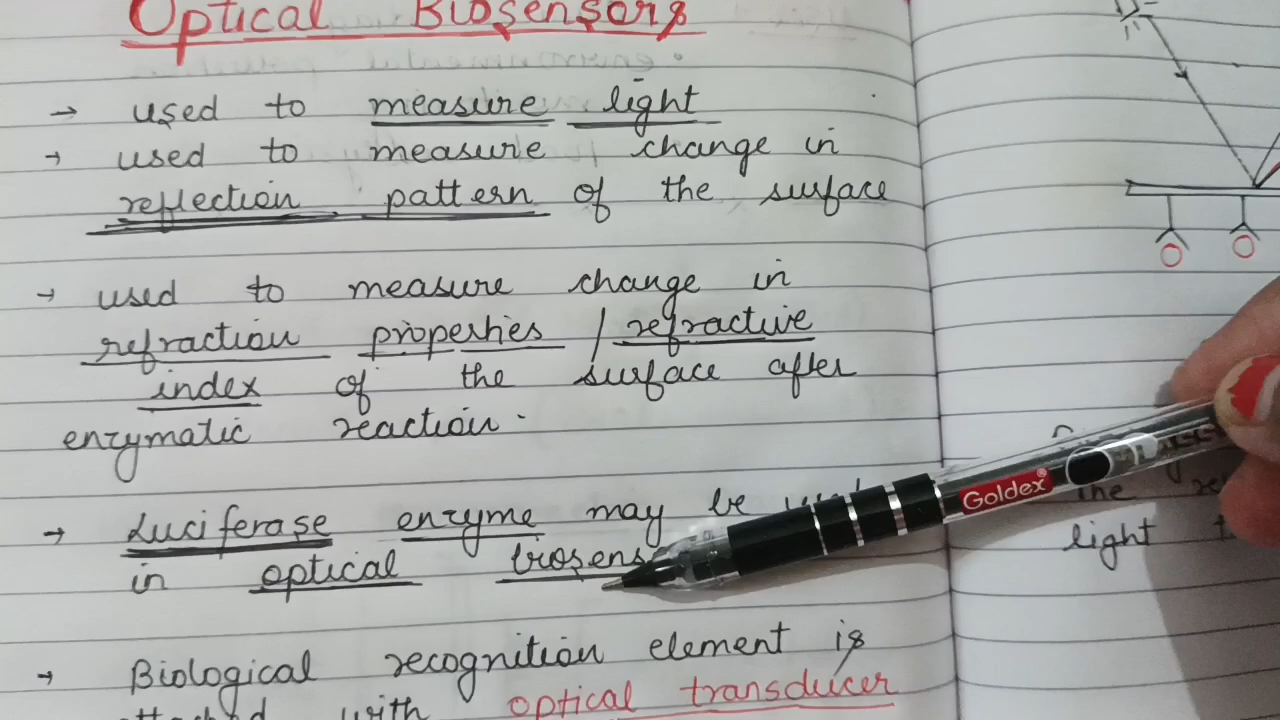 Optical Biosensors
→ used to measure light
→ used to measure change in
reflection pattern of the surface
→ used to measure change in
refraction properties / refractive
index of the surface after
enzymatic reaction.
→ Luciferase enzyme may be
in optical biosens
→ Biological recognition element is
with optical transducer
Goldex
the
light